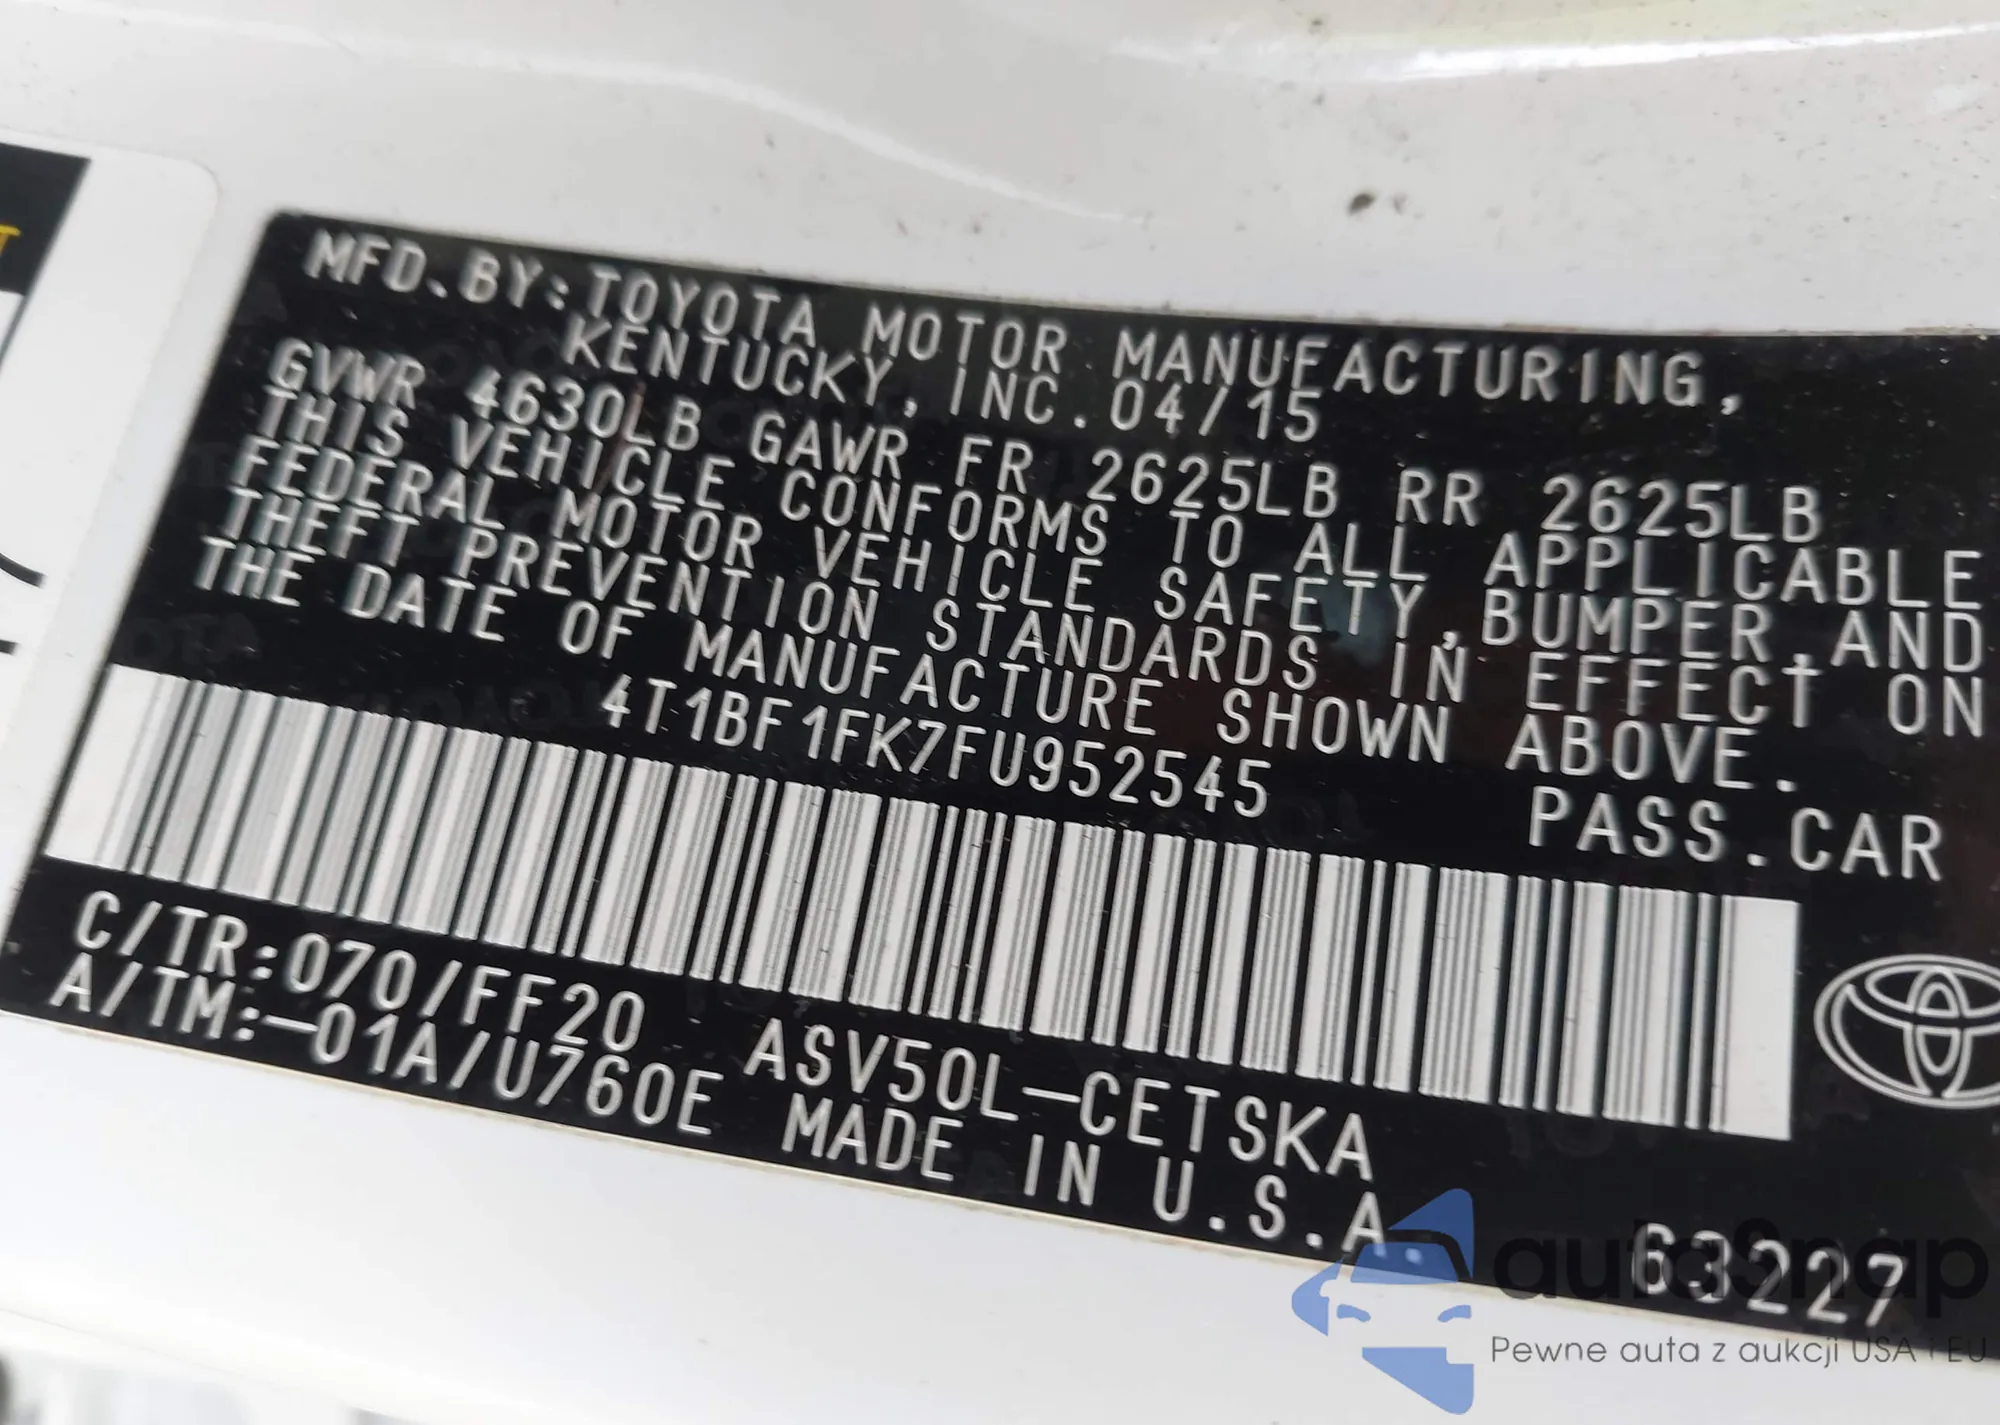 MFD.BY:TOYOTA MOTOR MANUFACTURING,
KENTUCKY, INC.04/15
GVWR 4630LB GAWR FR 2625LB RR 2625LB
THIS VEHICLE CONFORMS TO ALL APPLICABLE
FEDERAL MOTOR VEHICLE SAFETY,BUMPER,AND
THEFT PREVENTION STANDARDS IN EFFECT ON
THE DATE OF MANUFACTURE SHOWN ABOVE.
4T1BF1FK7FU952545 PASS.CAR
C/TR:070/FF20 ASV50L-CETSKA
A/TM:-01A/U760E MADE IN U.S.A.
63227
autoSnap
Pewne auta z aukcji USA i EU